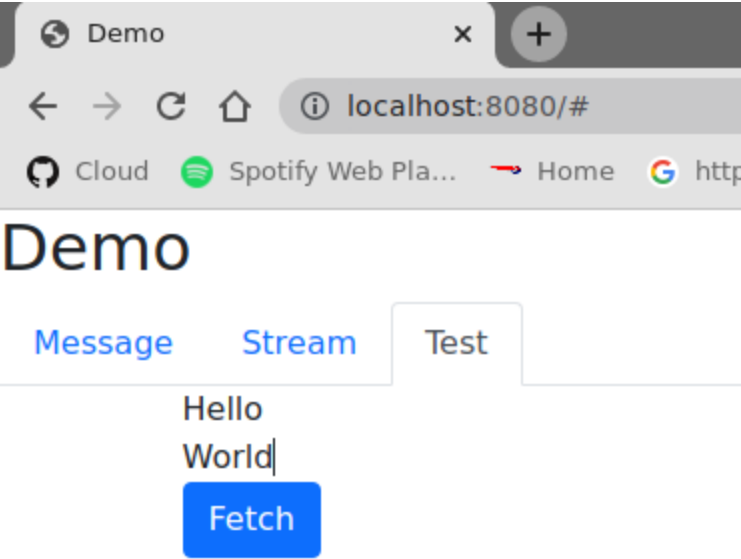 Demo
localhost:8080/#
Cloud Spotify Web Pla... Home http
Demo
Message Stream Test
Hello
World
Fetch